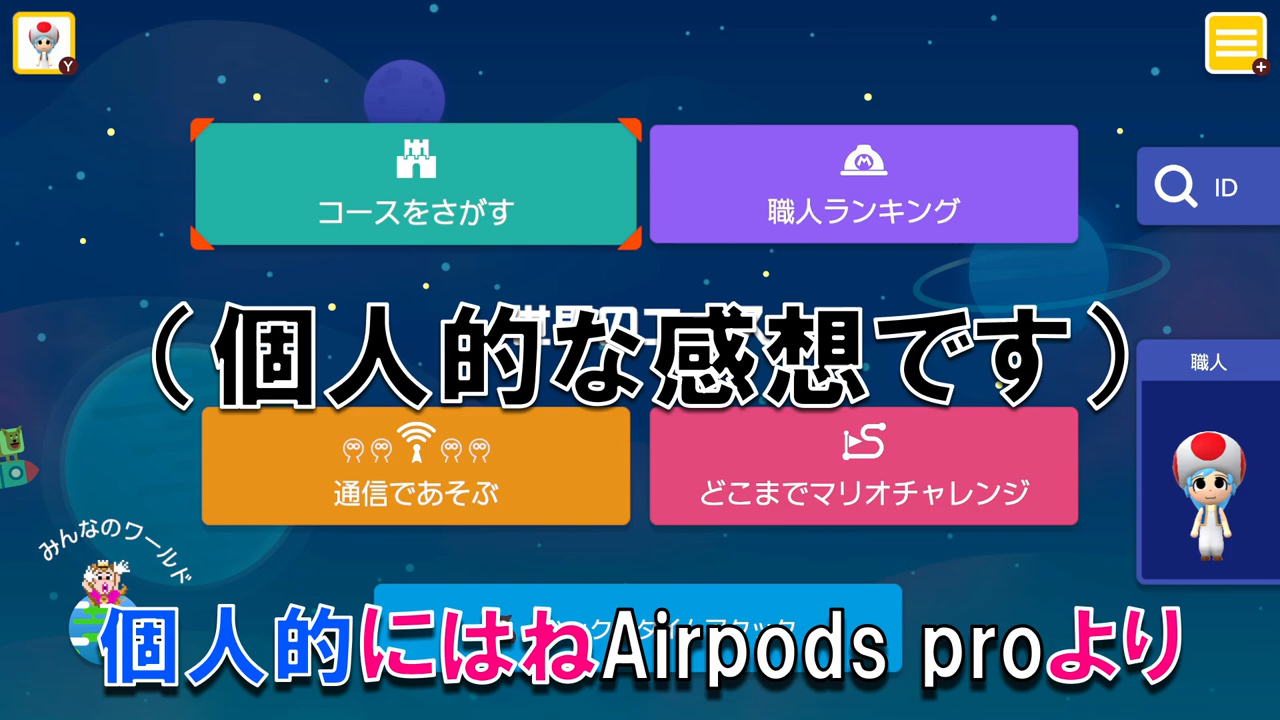 Y
+
コースをさがす
職人ランキング
ID
（個人的な感想です）
職人
通信であそぶ
どこまでマリオチャレンジ
みんなのワールド
個人的にはねAirpods proより